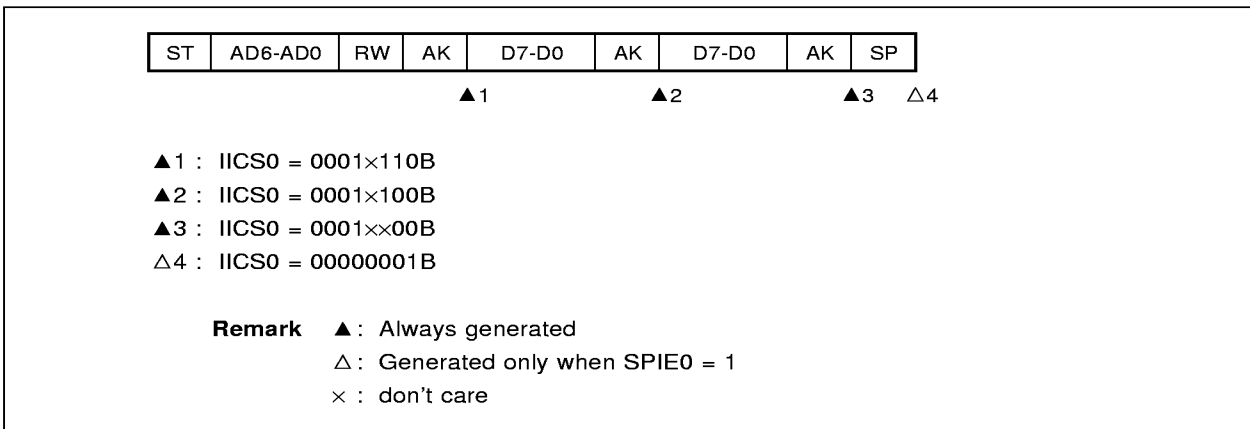 ST AD6-AD0 RW AK D7-D0 AK D7-D0 AK SP
▲1 ▲2 ▲3 △4
▲1 : IICS0 = 0001×110B
▲2 : IICS0 = 0001×100B
▲3 : IICS0 = 0001××00B
△4 : IICS0 = 00000001B
Remark ▲ : Always generated
△ : Generated only when SPIE0 = 1
× : don't care